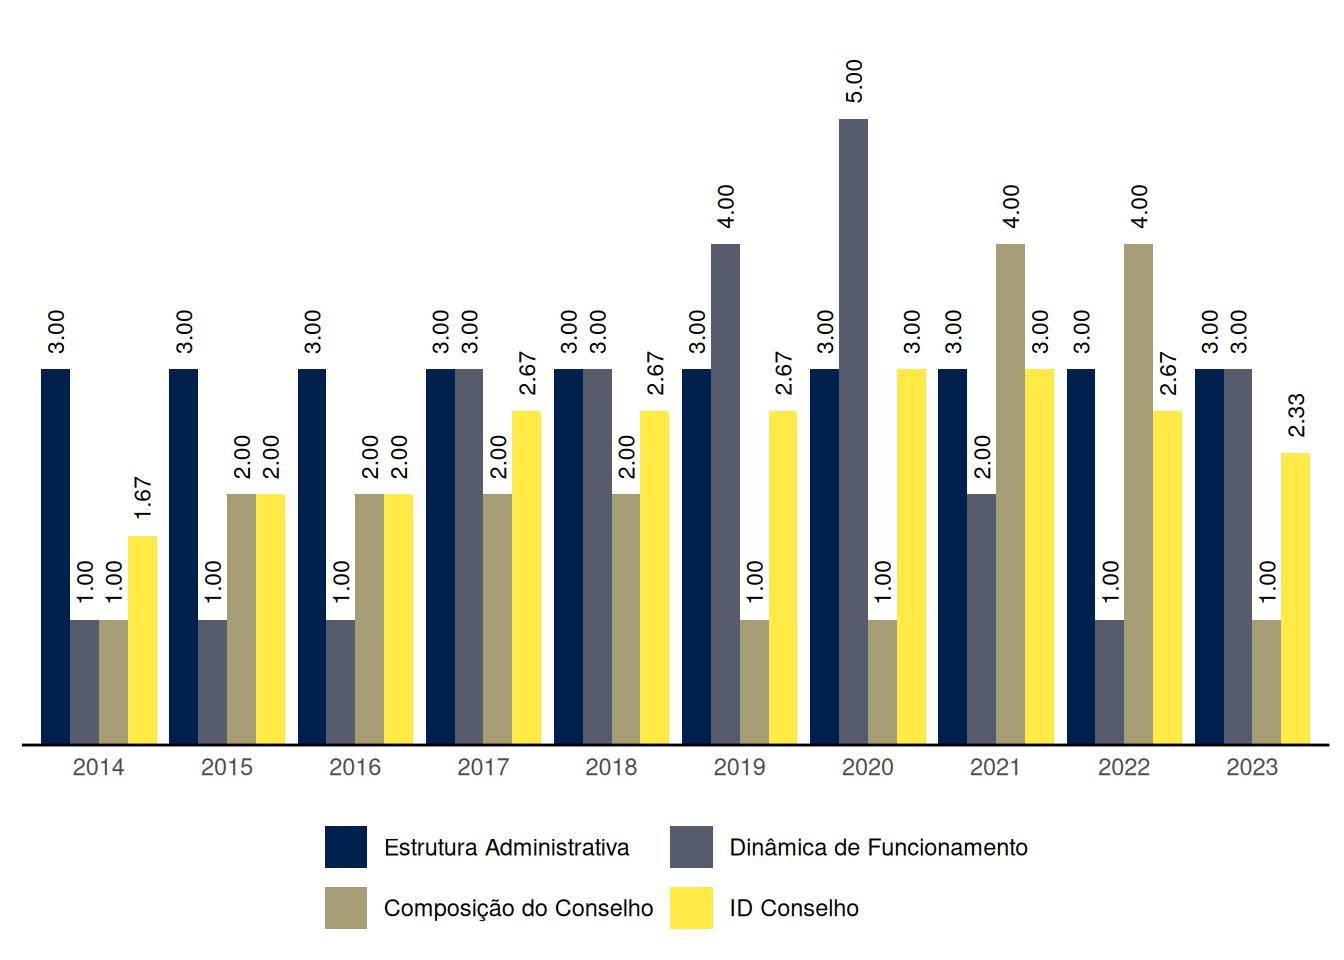 3.00 1.00 1.00 1.67 3.00 1.00 2.00 2.00 3.00 1.00 2.00 2.00 3.00 3.00 2.00 2.67 3.00 3.00 2.00 2.67 3.00 4.00 1.00 2.67 3.00 5.00 1.00 3.00 3.00 2.00 4.00 3.00 3.00 1.00 4.00 2.67 3.00 3.00 1.00 2.33
2014 2015 2016 2017 2018 2019 2020 2021 2022 2023
Estrutura Administrativa Dinâmica de Funcionamento
Composição do Conselho ID Conselho